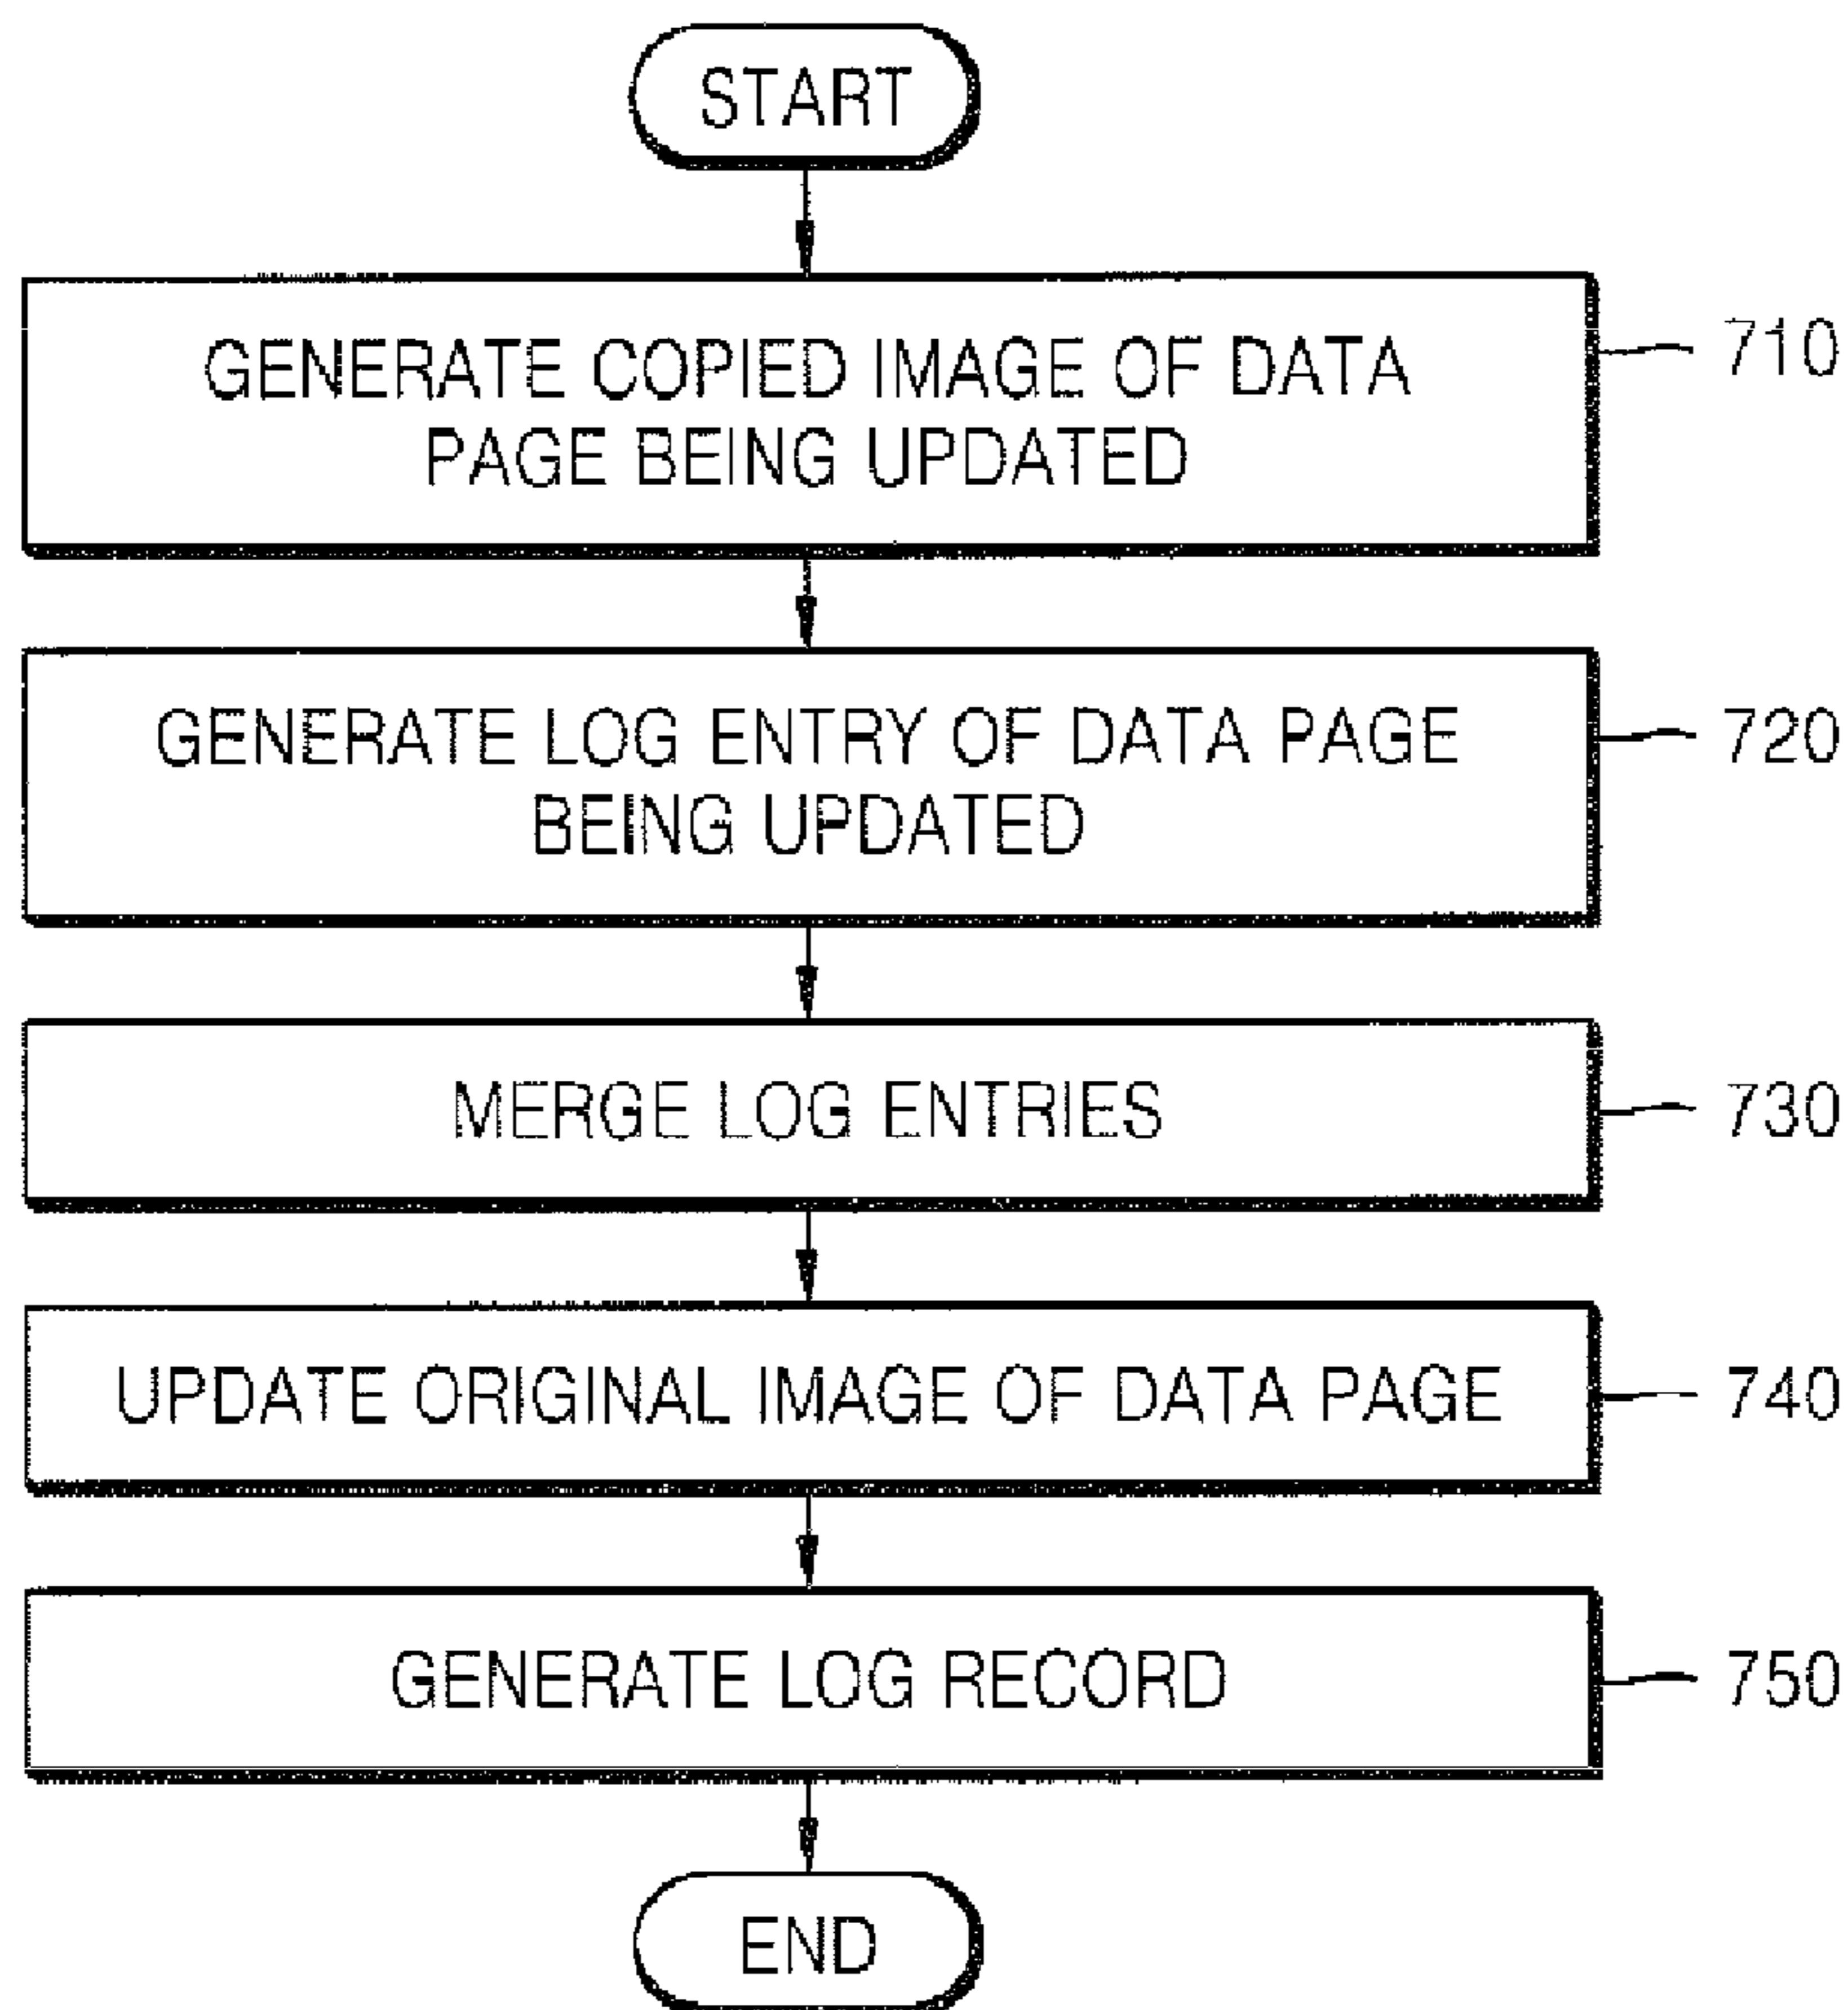 START
GENERATE COPIED IMAGE OF DATA
PAGE BEING UPDATED
710
GENERATE LOG ENTRY OF DATA PAGE
BEING UPDATED
720
MERGE LOG ENTRIES
730
UPDATE ORIGINAL IMAGE OF DATA PAGE
740
GENERATE LOG RECORD
750
END